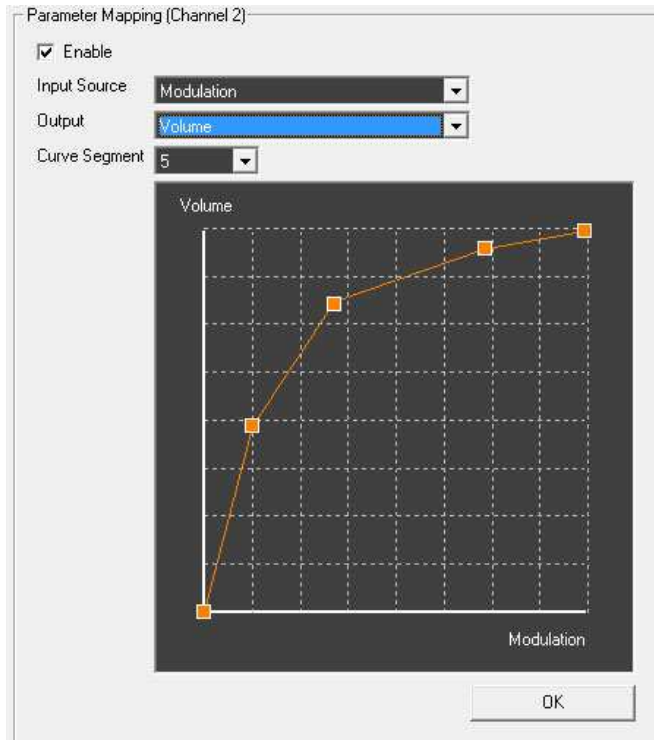 Parameter Mapping (Channel 2)
Enable
Input Source Modulation
Output Volume
Curve Segment 5
Volume
Modulation
OK